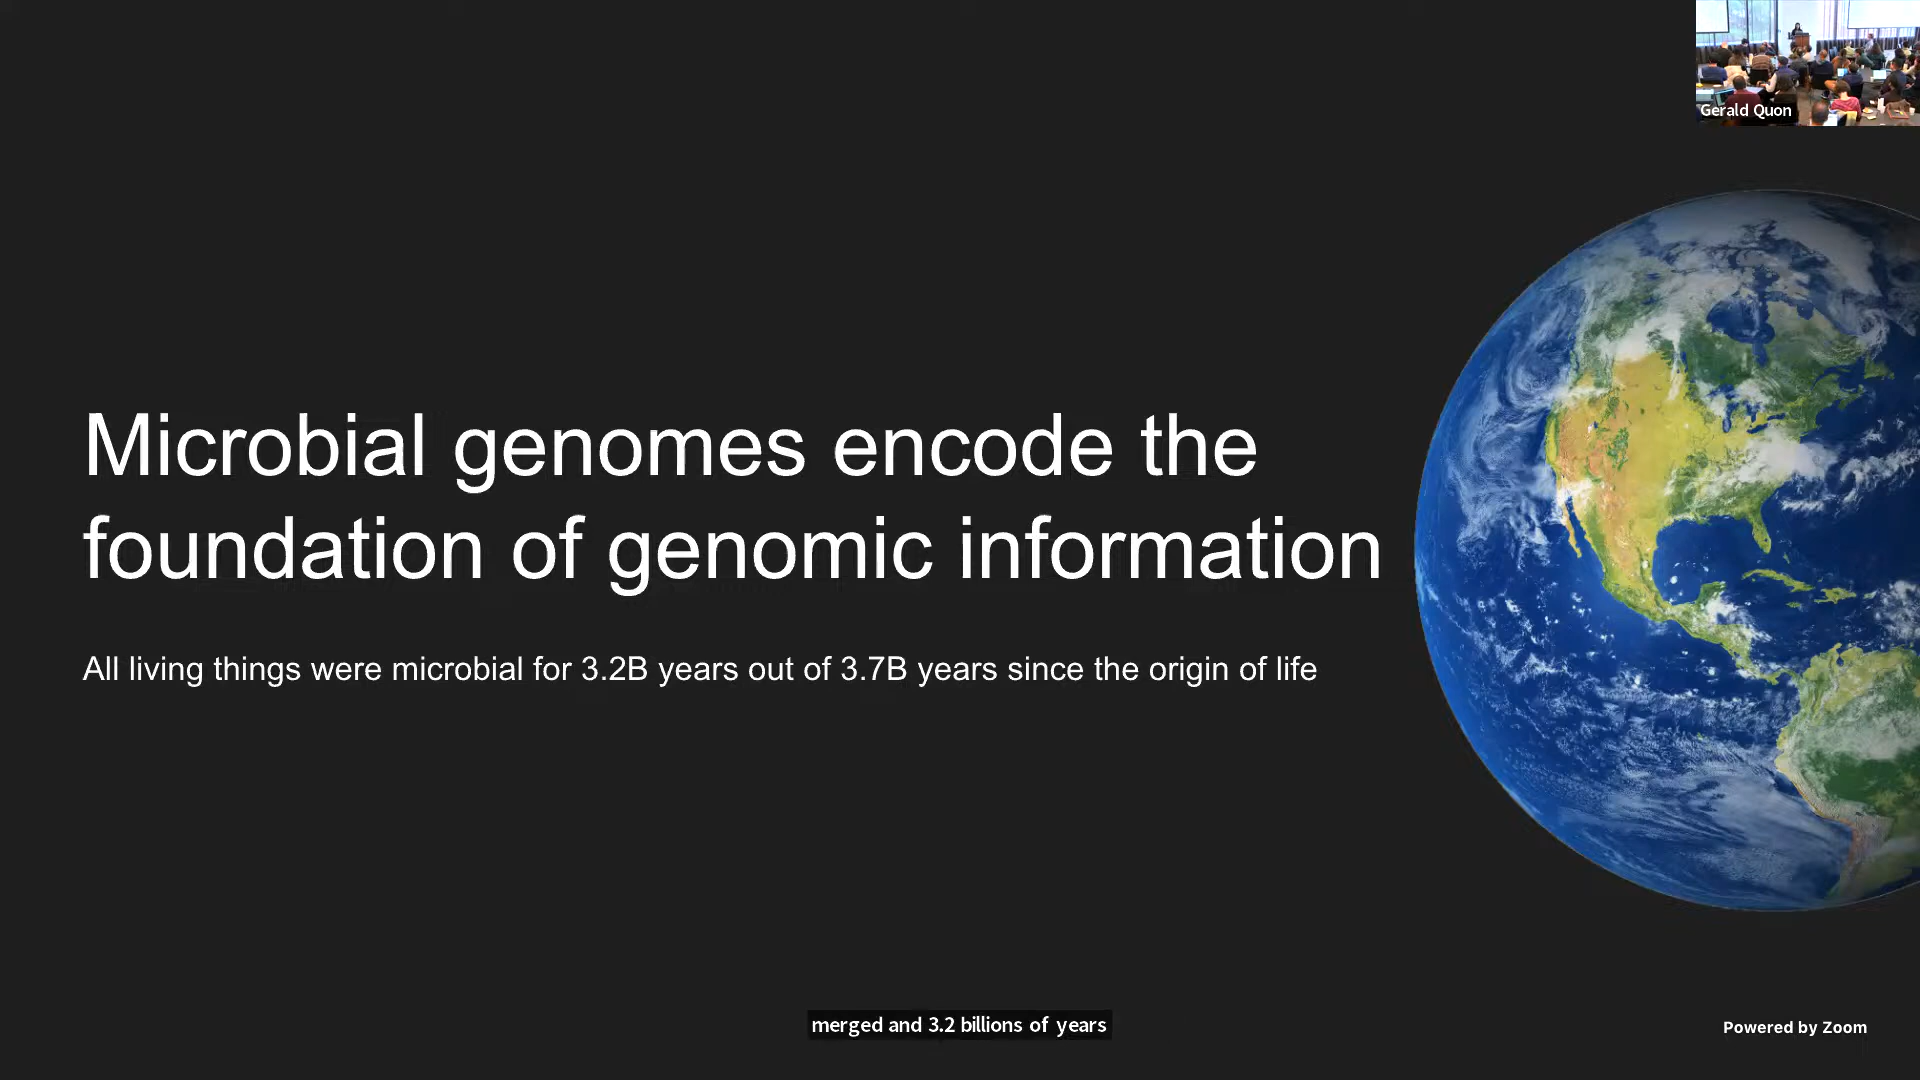 Gerald Quon
Microbial genomes encode the
foundation of genomic information
All living things were microbial for 3.2B years out of 3.7B years since the origin of life
merged and 3.2 billions of years
Powered by Zoom